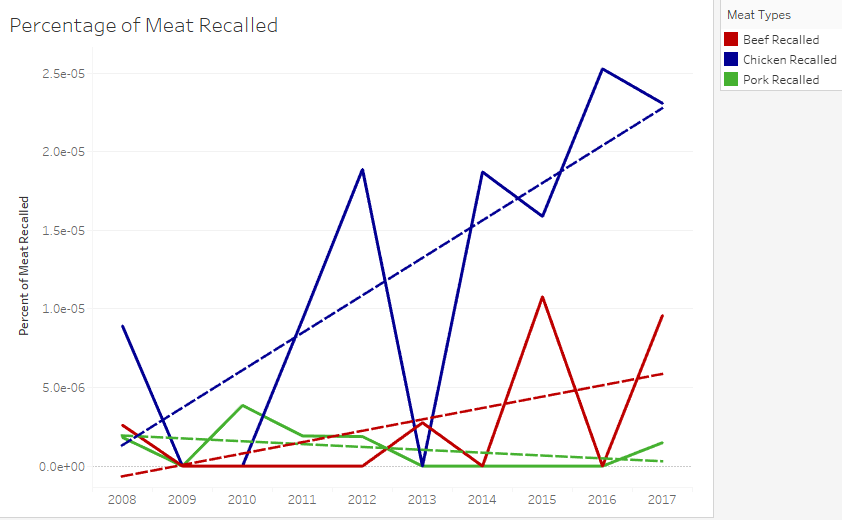 Percentage of Meat Recalled
Meat Types
Beef Recalled
Chicken Recalled
Pork Recalled
Percent of Meat Recalled
2.5e-05
2.0e-05
1.5e-05
1.0e-05
5.0e-06
0.0e+00
2008 2009 2010 2011 2012 2013 2014 2015 2016 2017